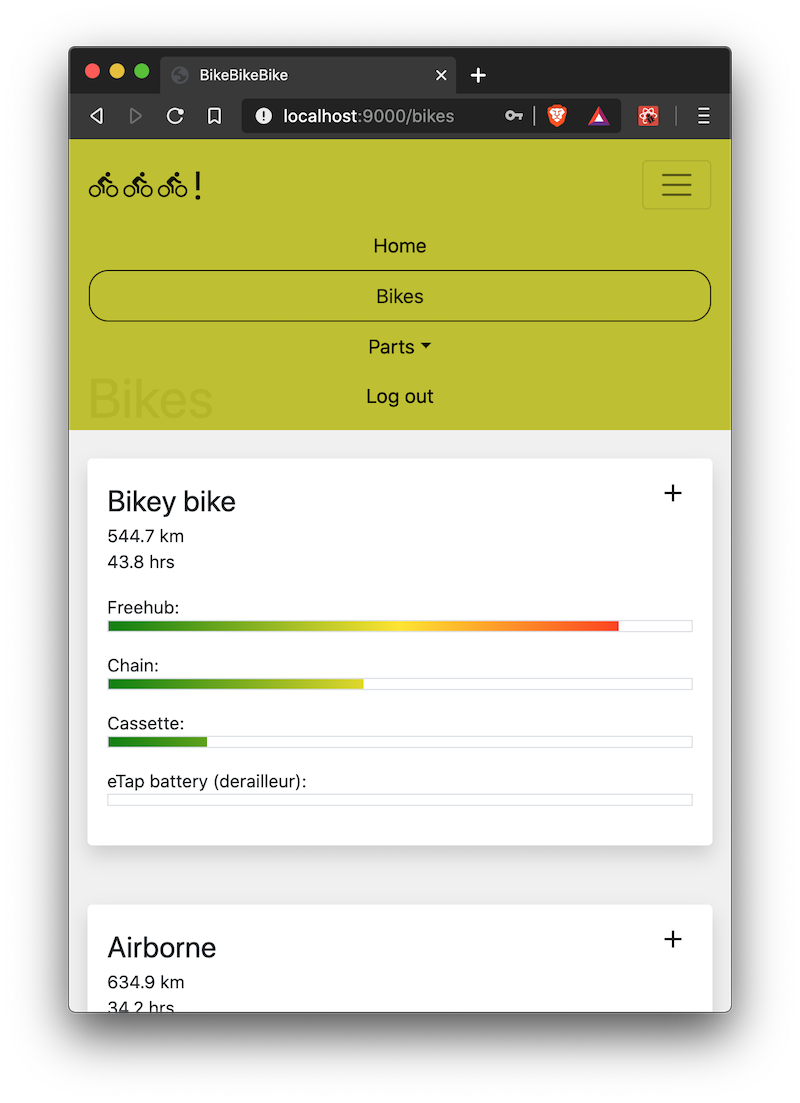 BikeBikeBike
localhost:9000/bikes
🚴🚴🚴!
Home
Bikes
Parts
Log out
Bikes
Bikey bike
544.7 km
43.8 hrs
Freehub:
Chain:
Cassette:
eTap battery (derailleur):
Airborne
634.9 km
34.2 hrs